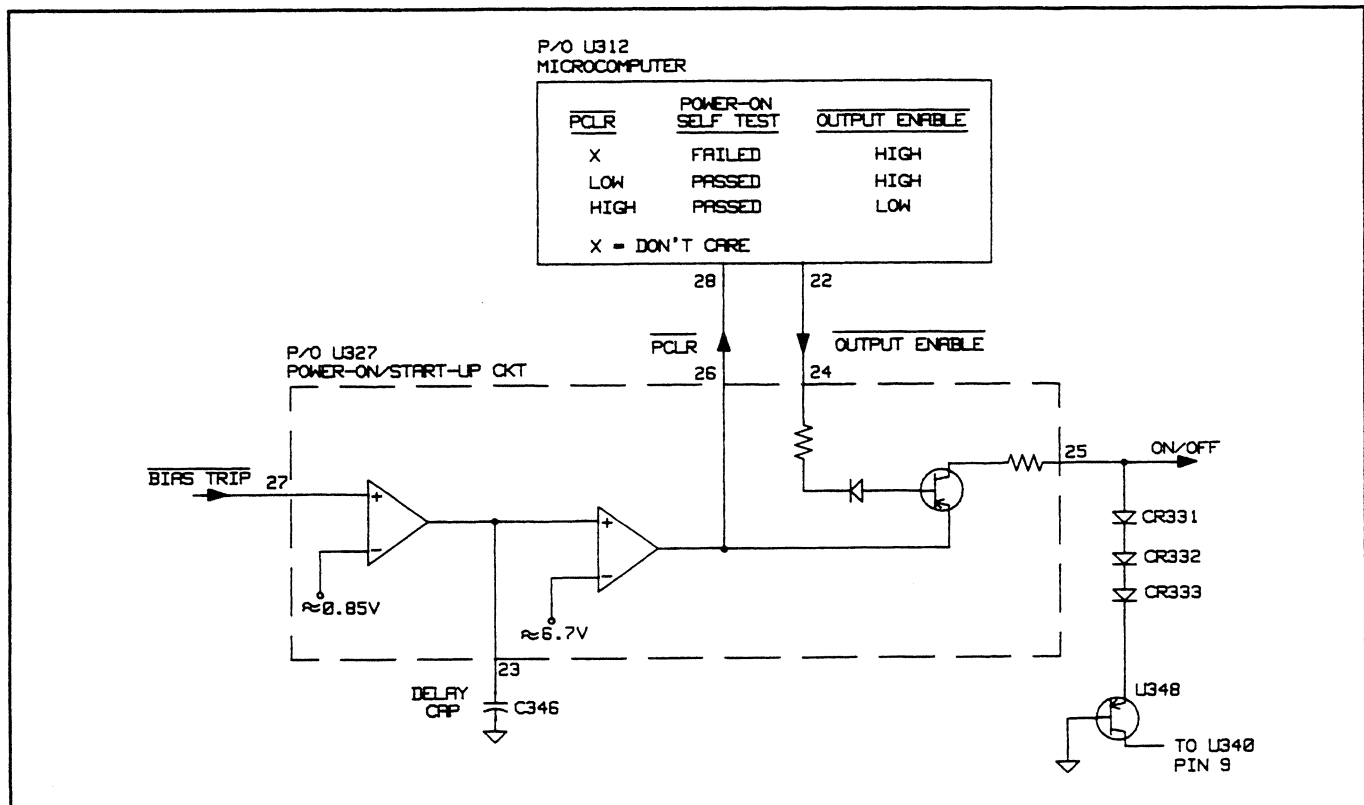 P/O U312
MICROCOMPUTER
PCLR POWER-ON SELF TEST OUTPUT ENABLE
X FAILED HIGH
LOW PASSED HIGH
HIGH PASSED LOW
X = DON'T CARE
28 22
PCLR OUTPUT ENABLE
P/O U327
POWER-ON/START-UP CKT
26 24
BIAS TRIP 27
+
-
≈0.85V
+
-
≈6.7V
25 ON/OFF
CR331
CR332
CR333
23
DELAY
CAP
C346
U348
TO U340
PIN 9